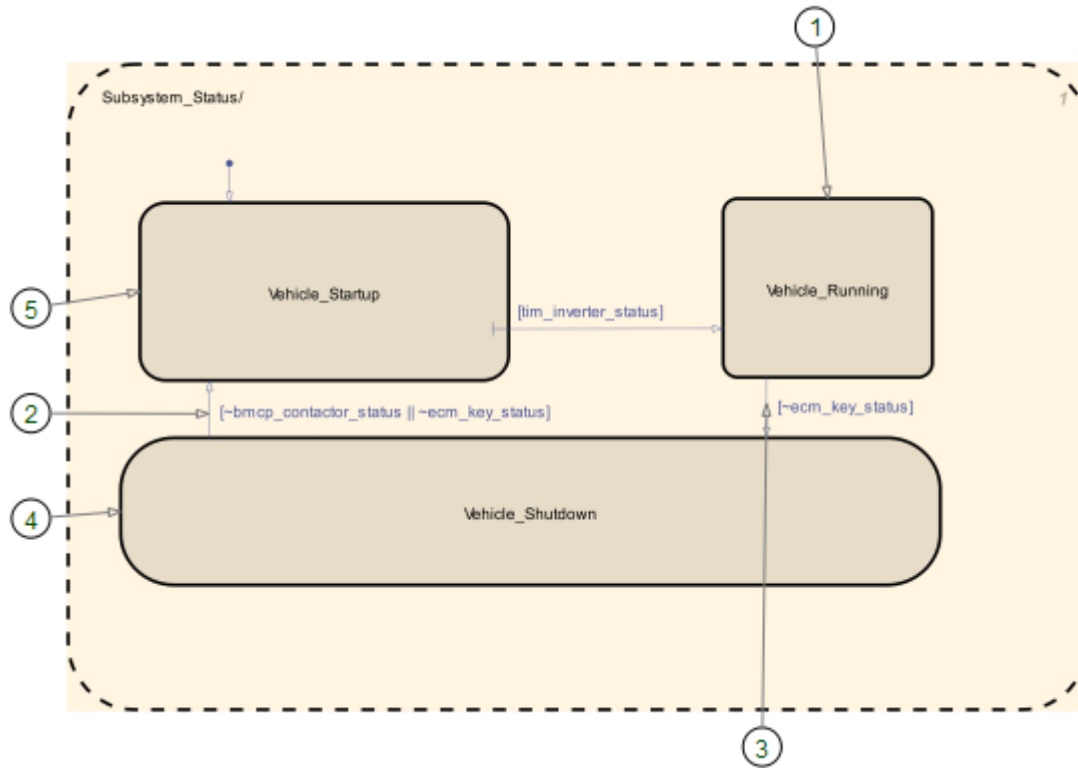 1
Subsystem_Status/
1
Vehicle_Startup
Vehicle_Running
5
[tim_inverter_status]
2
[~bmcp_contactor_status || ~ecm_key_status]
[~ecm_key_status]
4
Vehicle_Shutdown
3